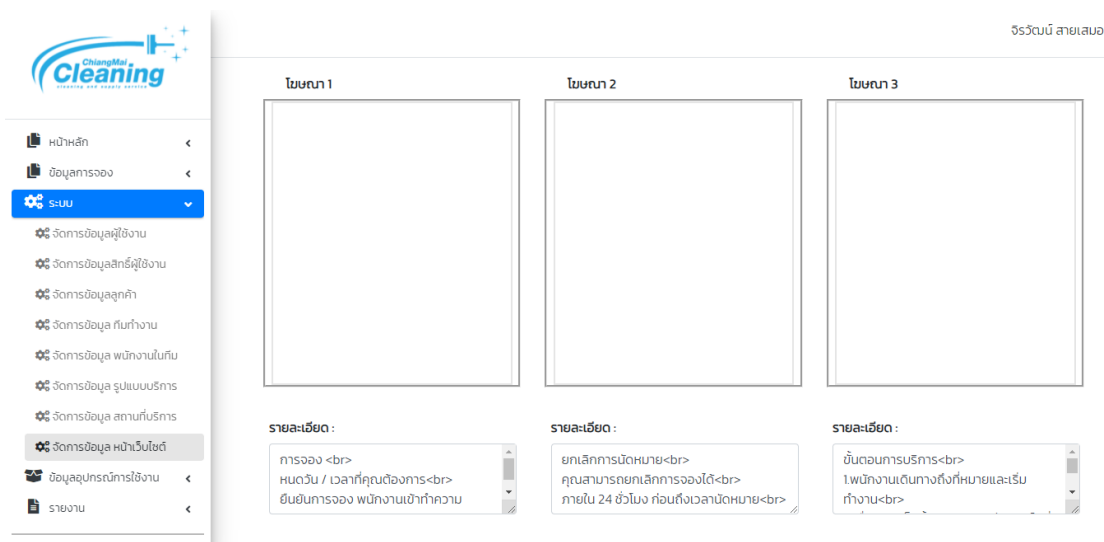 ChiangMai
Cleaning
cleaning and supply service
จิรวัฒน์ สายเสมอ
หน้าหลัก
ข้อมูลการจอง
ระบบ
จัดการข้อมูลผู้ใช้งาน
จัดการข้อมูลสิทธิ์ผู้ใช้งาน
จัดการข้อมูลลูกค้า
จัดการข้อมูล ทีมทำงาน
จัดการข้อมูล พนักงานในทีม
จัดการข้อมูล รูปแบบบริการ
จัดการข้อมูล สถานที่บริการ
จัดการข้อมูล หน้าเว็บไซต์
ข้อมูลอุปกรณ์การใช้งาน
รายงาน
โฆษณา 1
โฆษณา 2
โฆษณา 3
รายละเอียด :
การจอง <br>
หนดวัน / เวลาที่คุณต้องการ<br>
ยืนยันการจอง พนักงานเข้าทำความ
รายละเอียด :
ยกเลิกการนัดหมาย<br>
คุณสามารถยกเลิกการจองได้<br>
ภายใน 24 ชั่วโมง ก่อนถึงเวลานัดหมาย<br>
รายละเอียด :
ขั้นตอนการบริการ<br>
1.พนักงานเดินทางถึงที่หมายและเริ่ม
ทำงาน<br>